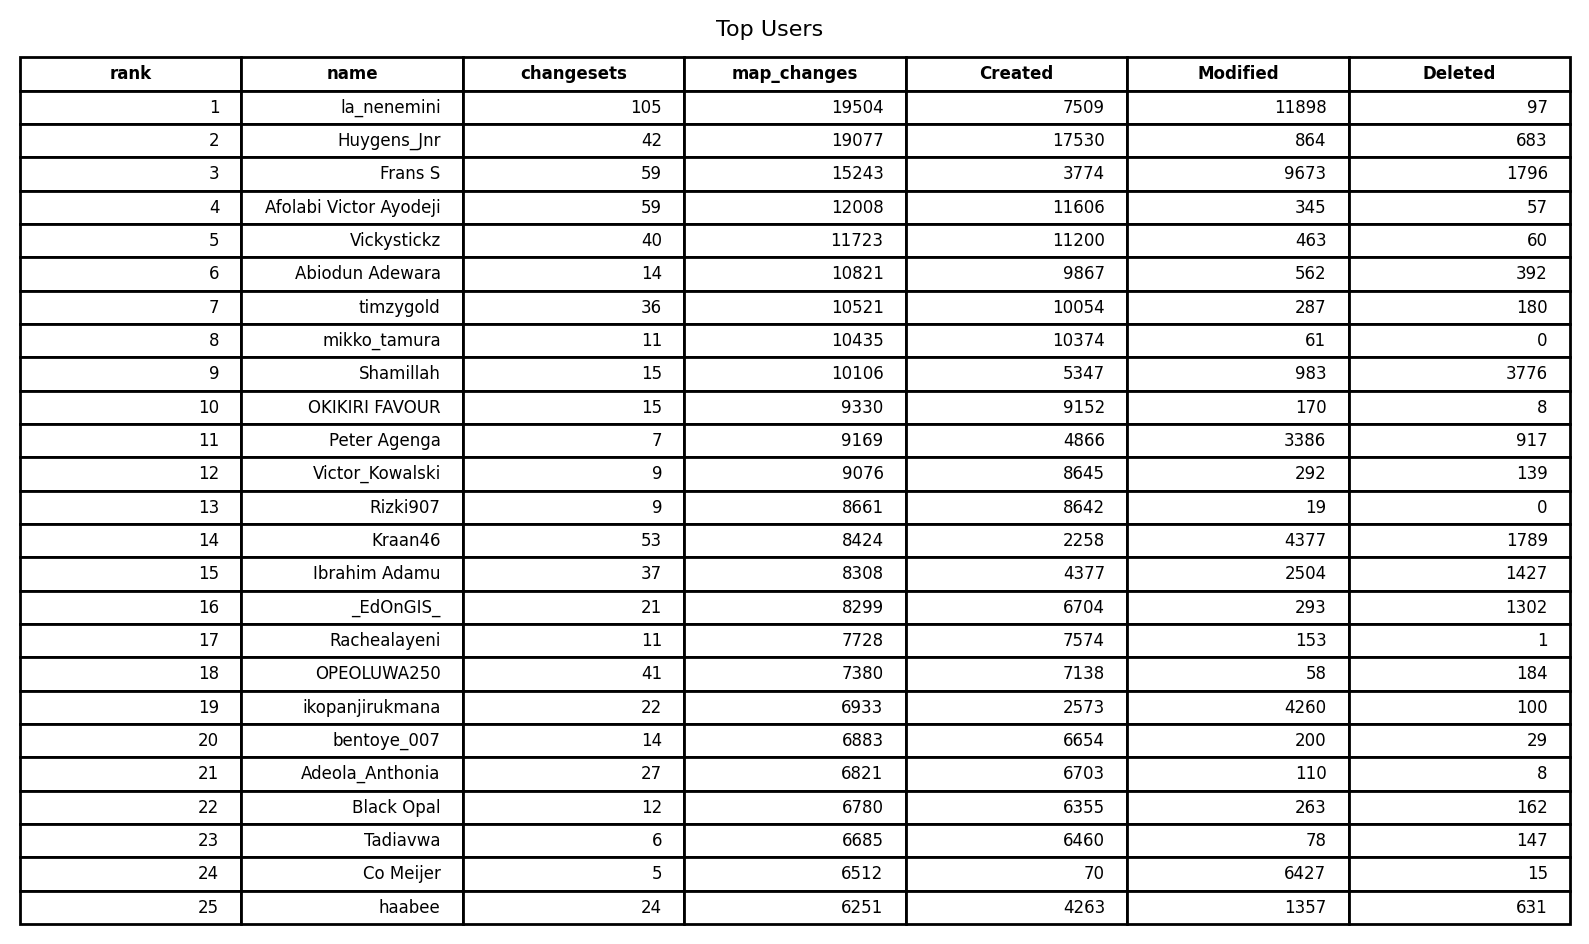 Top Users
rank name changesets map_changes Created Modified Deleted
1 la_nenemini 105 19504 7509 11898 97
2 Huygens_Jnr 42 19077 17530 864 683
3 Frans S 59 15243 3774 9673 1796
4 Afolabi Victor Ayodeji 59 12008 11606 345 57
5 Vickystickz 40 11723 11200 463 60
6 Abiodun Adewara 14 10821 9867 562 392
7 timzygold 36 10521 10054 287 180
8 mikko_tamura 11 10435 10374 61 0
9 Shamillah 15 10106 5347 983 3776
10 OKIKIRI FAVOUR 15 9330 9152 170 8
11 Peter Agenga 7 9169 4866 3386 917
12 Victor_Kowalski 9 9076 8645 292 139
13 Rizki907 9 8661 8642 19 0
14 Kraan46 53 8424 2258 4377 1789
15 Ibrahim Adamu 37 8308 4377 2504 1427
16 _EdOnGIS_ 21 8299 6704 293 1302
17 Rachealayeni 11 7728 7574 153 1
18 OPEOLUWA250 41 7380 7138 58 184
19 ikopanjirukmana 22 6933 2573 4260 100
20 bentoye_007 14 6883 6654 200 29
21 Adeola_Anthonia 27 6821 6703 110 8
22 Black Opal 12 6780 6355 263 162
23 Tadiavwa 6 6685 6460 78 147
24 Co Meijer 5 6512 70 6427 15
25 haabee 24 6251 4263 1357 631